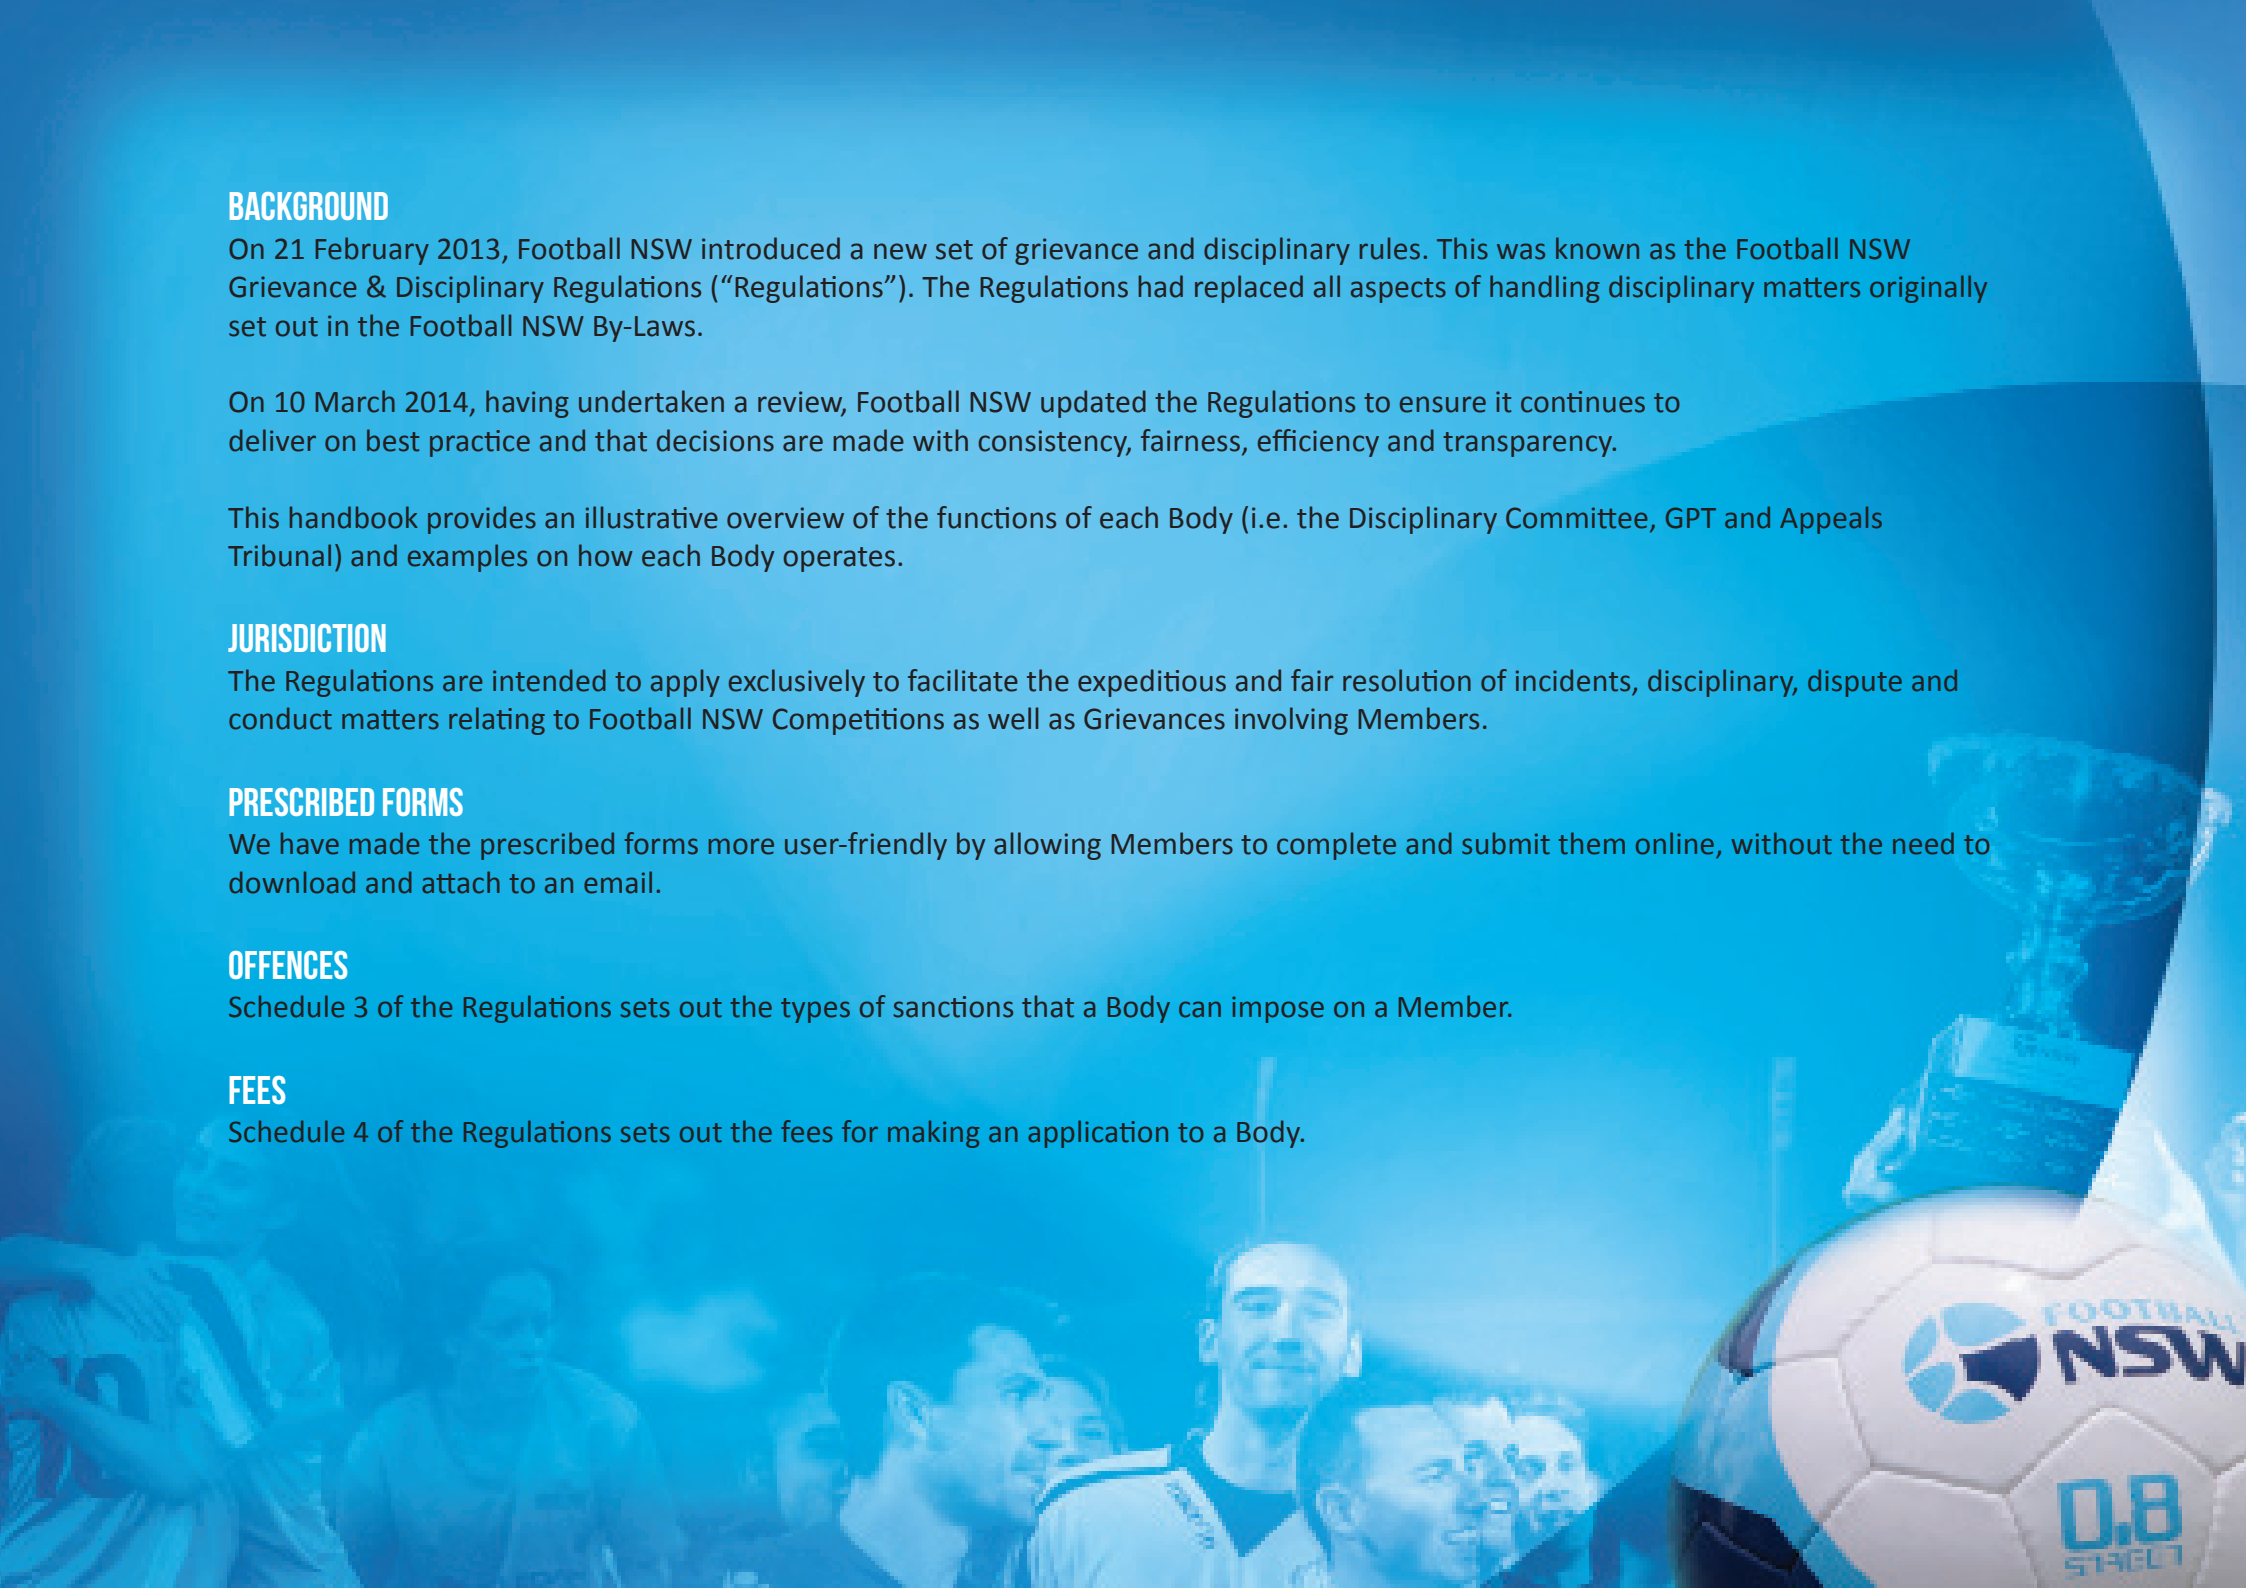 BACKGROUND
On 21 February 2013, Football NSW introduced a new set of grievance and disciplinary rules. This was known as the Football NSW
Grievance & Disciplinary Regulations (“Regulations”). The Regulations had replaced all aspects of handling disciplinary matters originally
set out in the Football NSW By-Laws.
On 10 March 2014, having undertaken a review, Football NSW updated the Regulations to ensure it continues to
deliver on best practice and that decisions are made with consistency, fairness, efficiency and transparency.
This handbook provides an illustrative overview of the functions of each Body (i.e. the Disciplinary Committee, GPT and Appeals
Tribunal) and examples on how each Body operates.
JURISDICTION
The Regulations are intended to apply exclusively to facilitate the expeditious and fair resolution of incidents, disciplinary, dispute and
conduct matters relating to Football NSW Competitions as well as Grievances involving Members.
PRESCRIBED FORMS
We have made the prescribed forms more user-friendly by allowing Members to complete and submit them online, without the need to
download and attach to an email.
OFFENCES
Schedule 3 of the Regulations sets out the types of sanctions that a Body can impose on a Member.
FEES
Schedule 4 of the Regulations sets out the fees for making an application to a Body.
FOOTBALL
NSW
0.8